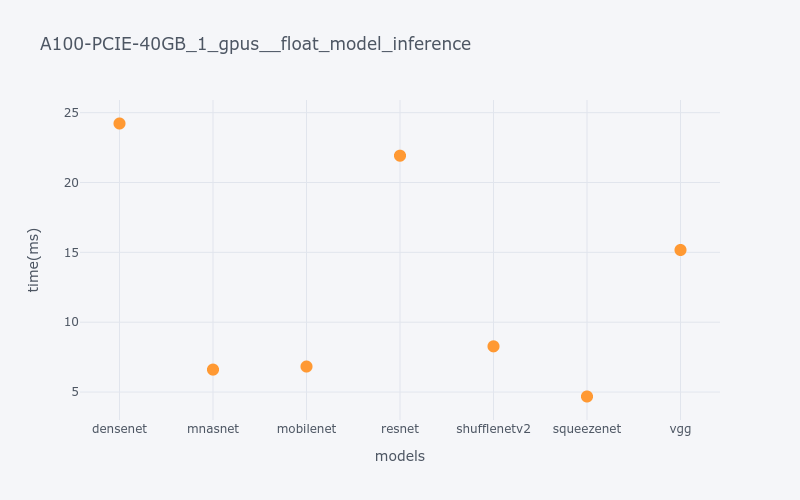 A100-PCIE-40GB_1_gpus__float_model_inference
25
20
15
10
5
time(ms)
densenet mnasnet mobilenet resnet shufflenetv2 squeezenet vgg
models